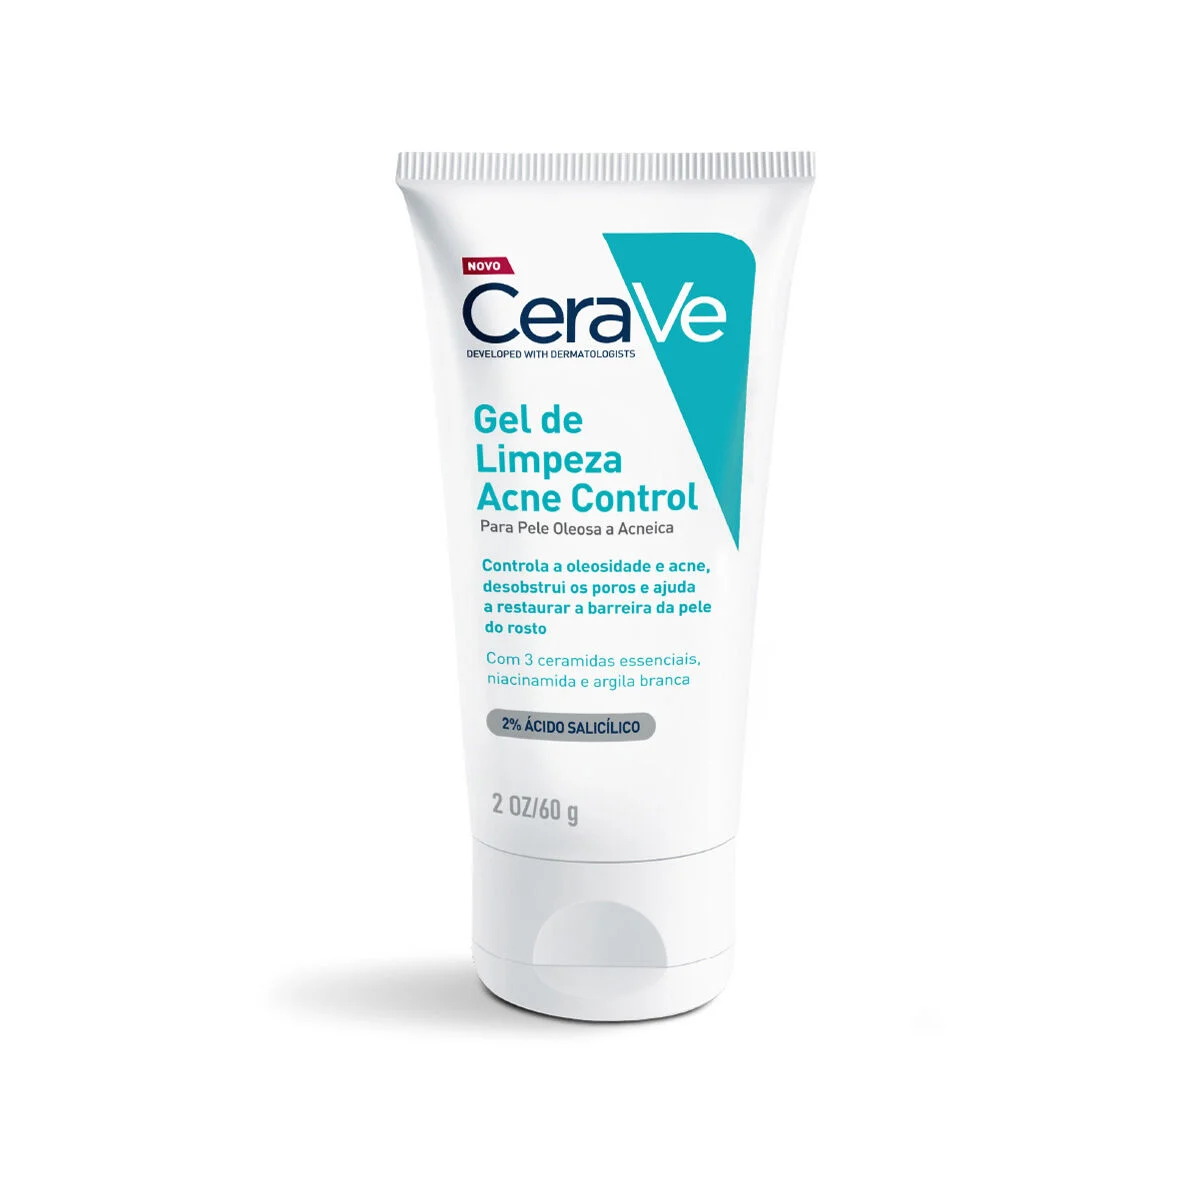 NOVO
CeraVe
DEVELOPED WITH DERMATOLOGISTS
Gel de
Limpeza
Acne Control
Para Pele Oleosa a Acneica
Controla a oleosidade e acne,
desobstrui os poros e ajuda
a restaurar a barreira da pele
do rosto
Com 3 ceramidas essenciais,
niacinamida e argila branca
2% ÁCIDO SALICÍLICO
2 OZ/60 g